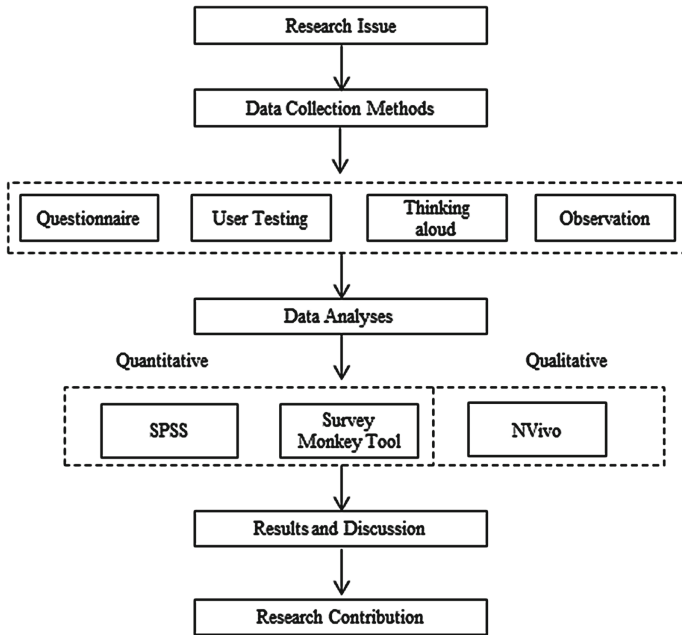 Research Issue
Data Collection Methods
Questionnaire
User Testing
Thinking
aloud
Observation
Data Analyses
Quantitative
Qualitative
SPSS
Survey
Monkey Tool
NVivo
Results and Discussion
Research Contribution